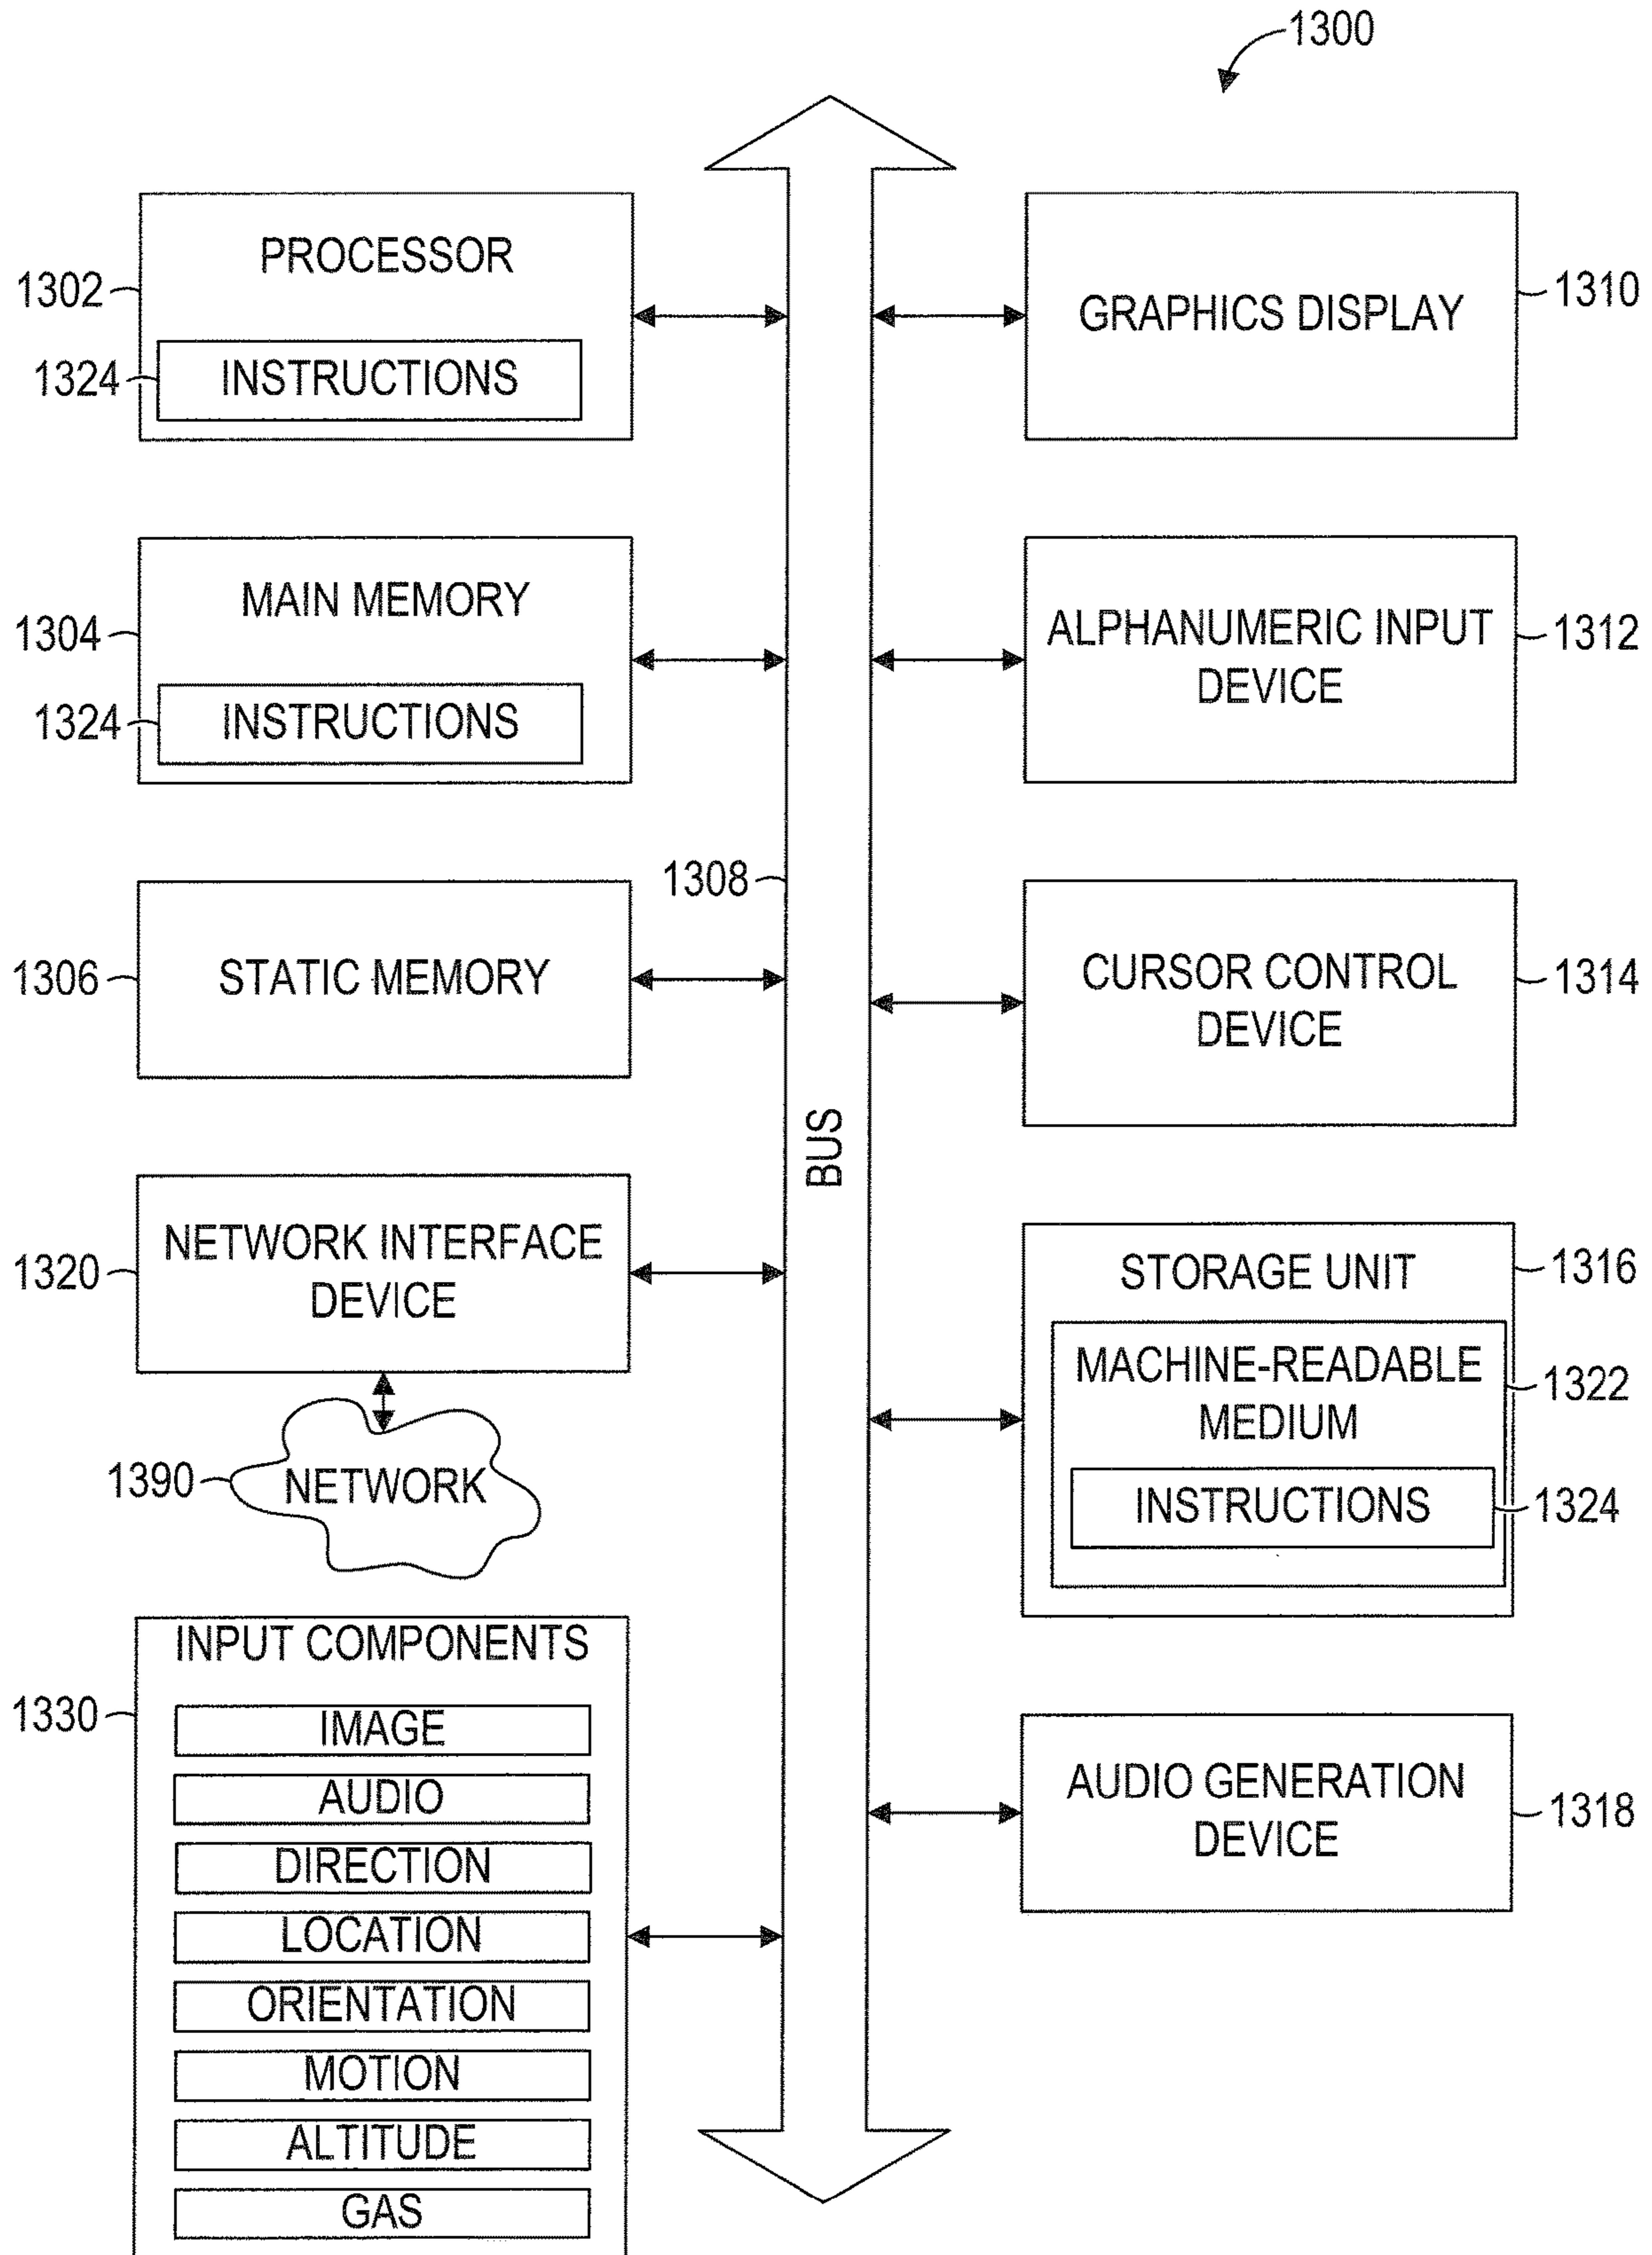 1300
PROCESSOR
1302
1324
INSTRUCTIONS
MAIN MEMORY
1304
1324
INSTRUCTIONS
1308
1306
STATIC MEMORY
NETWORK INTERFACE
DEVICE
1320
1390
NETWORK
INPUT COMPONENTS
1330
IMAGE
AUDIO
DIRECTION
LOCATION
ORIENTATION
MOTION
ALTITUDE
GAS
BUS
GRAPHICS DISPLAY
1310
ALPHANUMERIC INPUT
DEVICE
1312
CURSOR CONTROL
DEVICE
1314
STORAGE UNIT
1316
MACHINE-READABLE
MEDIUM
1322
INSTRUCTIONS
1324
AUDIO GENERATION
DEVICE
1318